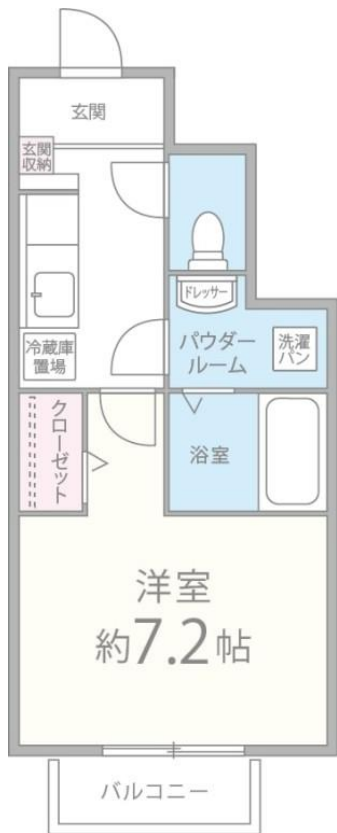 玄関
玄関
収納
ドレッサー
パウダー
ルーム
洗濯
パン
冷蔵庫
置場
クローゼット
浴室
洋室
約7.2帖
バルコニー